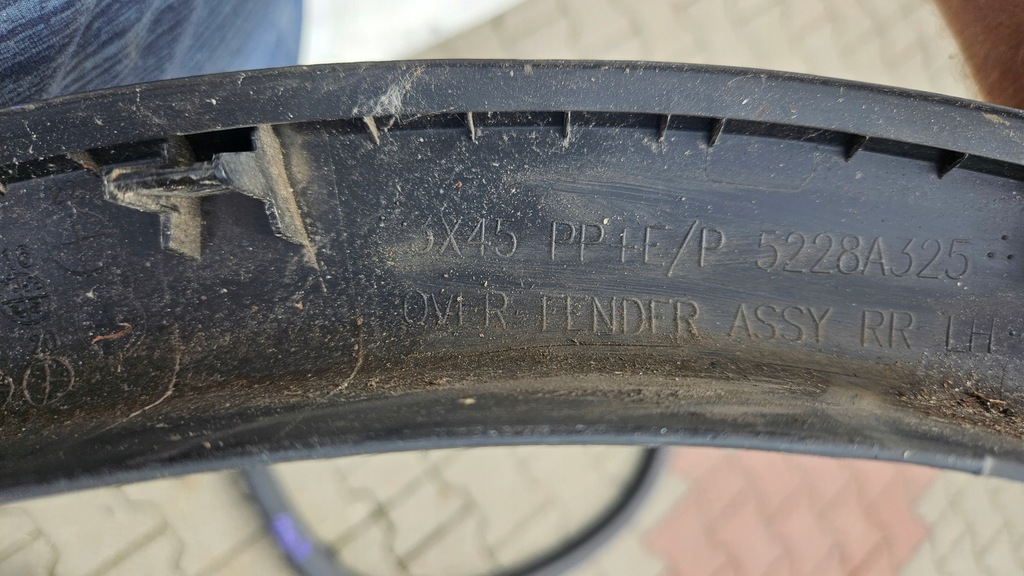 5X45 PP+E/P 5228A325
OVER FENDER ASSY RR LH